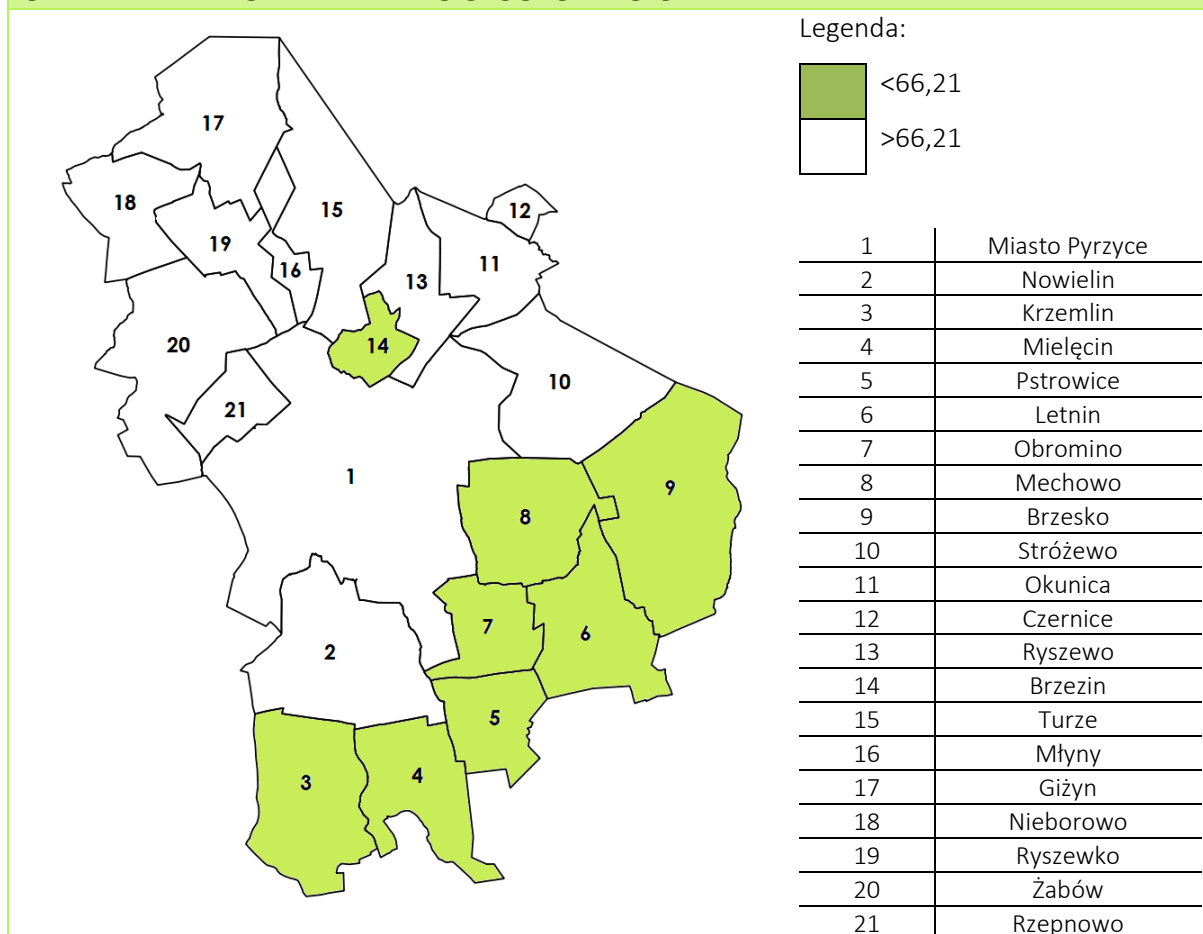 Legenda:
<66,21
>66,21
17
18
15
12
19
11
16
13
14
20
10
21
1
9
8
7
6
2
5
4
3
1 Miasto Pyrzyce
2 Nowielin
3 Krzemlin
4 Mielęcin
5 Pstrowice
6 Letnin
7 Obromino
8 Mechowo
9 Brzesko
10 Stróżewo
11 Okunica
12 Czernice
13 Ryszewo
14 Brzezin
15 Turze
16 Młyny
17 Giżyn
18 Nieborowo
19 Ryszewko
20 Żabów
21 Rzepnowo